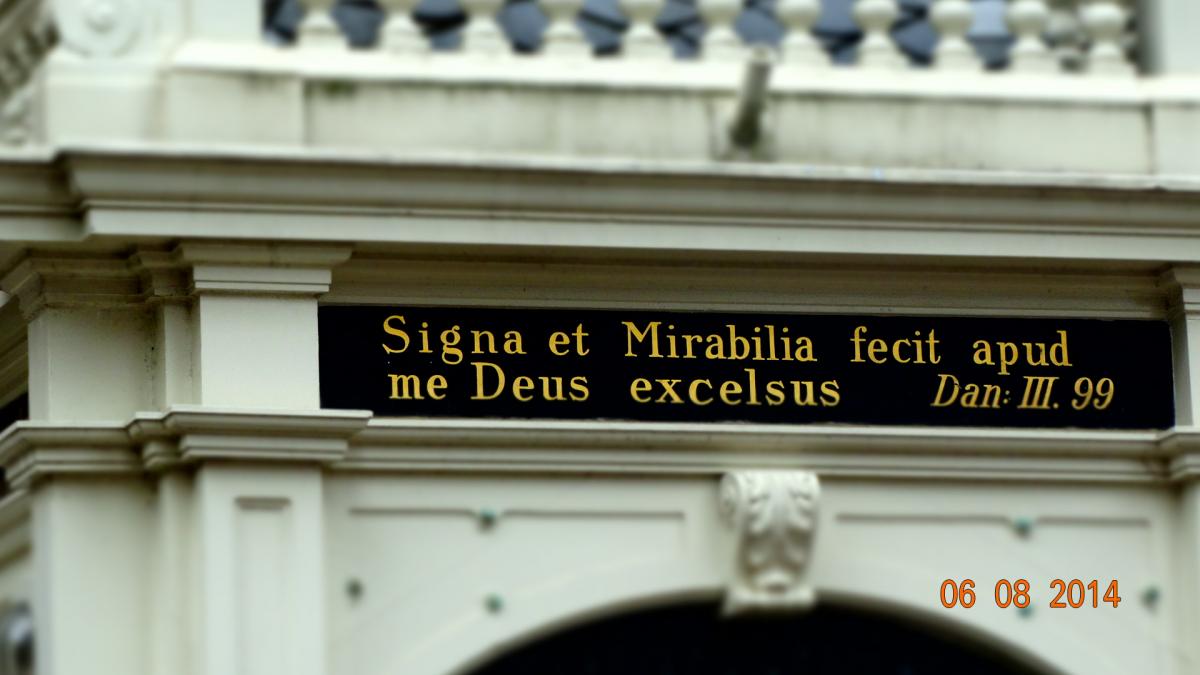 Signa et Mirabilia fecit apud
me Deus excelsus Dan: III. 99
06 08 2014